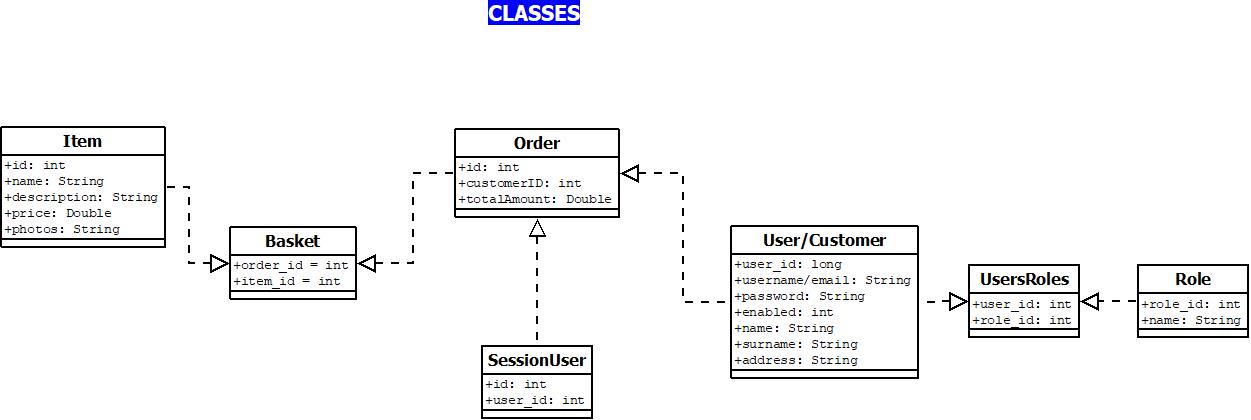 CLASSES
Item
+id: int
+name: String
+description: String
+price: Double
+photos: String
Basket
+order_id = int
+item_id = int
Order
+id: int
+customerID: int
+totalAmount: Double
SessionUser
+id: int
+user_id: int
User/Customer
+user_id: long
+username/email: String
+password: String
+enabled: int
+name: String
+surname: String
+address: String
UsersRoles
+user_id: int
+role_id: int
Role
+role_id: int
+name: String